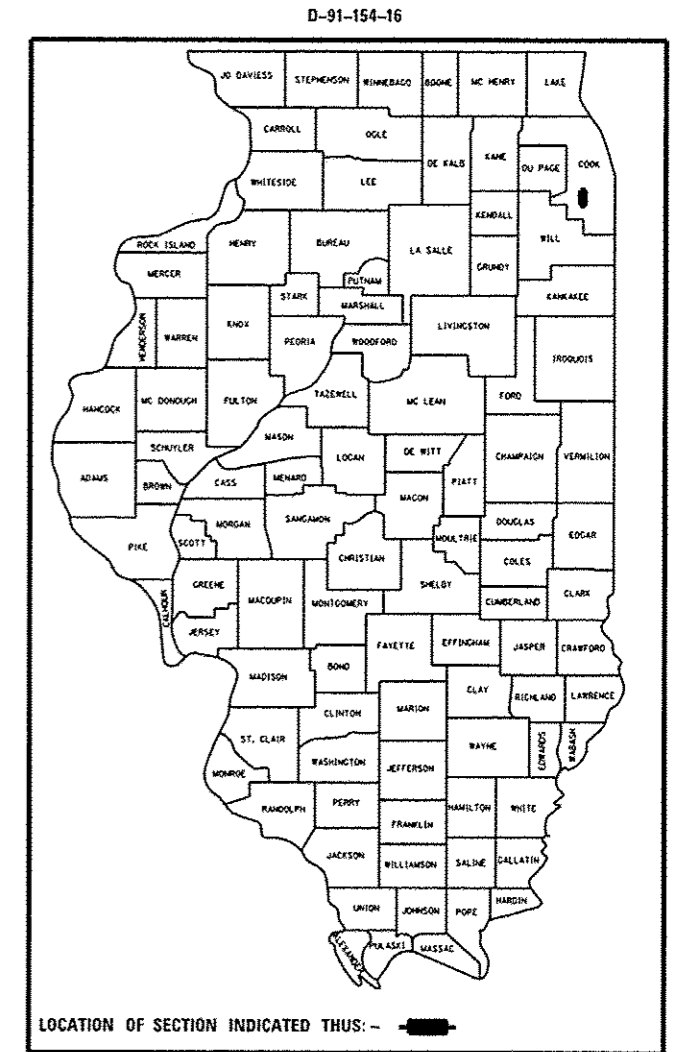 D-91-154-16
JO DAVIESS STEPHENSON WINNEBAGO BOONE MC HENRY LAKE
CARROLL OGLE DE KALB KANE DU PAGE COOK
WHITESIDE LEE KENDALL WILL
ROCK ISLAND HENRY BUREAU LA SALLE GRUNDY
MERCER PUTNAM KANKAKEE
STARK MARSHALL
HENDERSON WARREN KNOX PEORIA WOODFORD LIVINGSTON IROQUOIS
HANCOCK MC DONOUGH FULTON TAZEWELL MC LEAN FORD
MASON
SCHUYLER LOGAN DE WITT CHAMPAIGN VERMILION
ADAMS BROWN CASS MENARD MACON PIATT
MORGAN SANGAMON DOUGLAS EDGAR
PIKE SCOTT CHRISTIAN MOULTRIE COLES
GREENE MACOUPIN MONTGOMERY SHELBY CUMBERLAND CLARK
CALHOUN JERSEY
FAYETTE EFFINGHAM JASPER CRAWFORD
MADISON BOND
CLAY RICHLAND LAWRENCE
CLINTON MARION
ST. CLAIR WAYNE EDWARDS WABASH
WASHINGTON JEFFERSON
MONROE
RANDOLPH PERRY HAMILTON WHITE
FRANKLIN
JACKSON WILLIAMSON SALINE GALLATIN
UNION JOHNSON POPE HARDIN
ALEXANDER PULASKI MASSAC
LOCATION OF SECTION INDICATED THUS: -